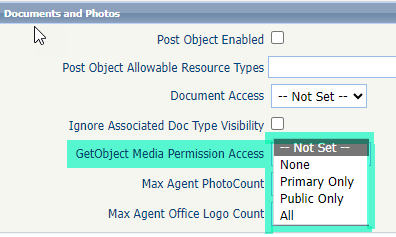 Documents and Photos
Post Object Enabled
Post Object Allowable Resource Types
Document Access -- Not Set --
Ignore Associated Doc Type Visibility
GetObject Media Permission Access
-- Not Set --
None
Primary Only
Public Only
All
Max Agent PhotoCount
Max Agent Office Logo Count